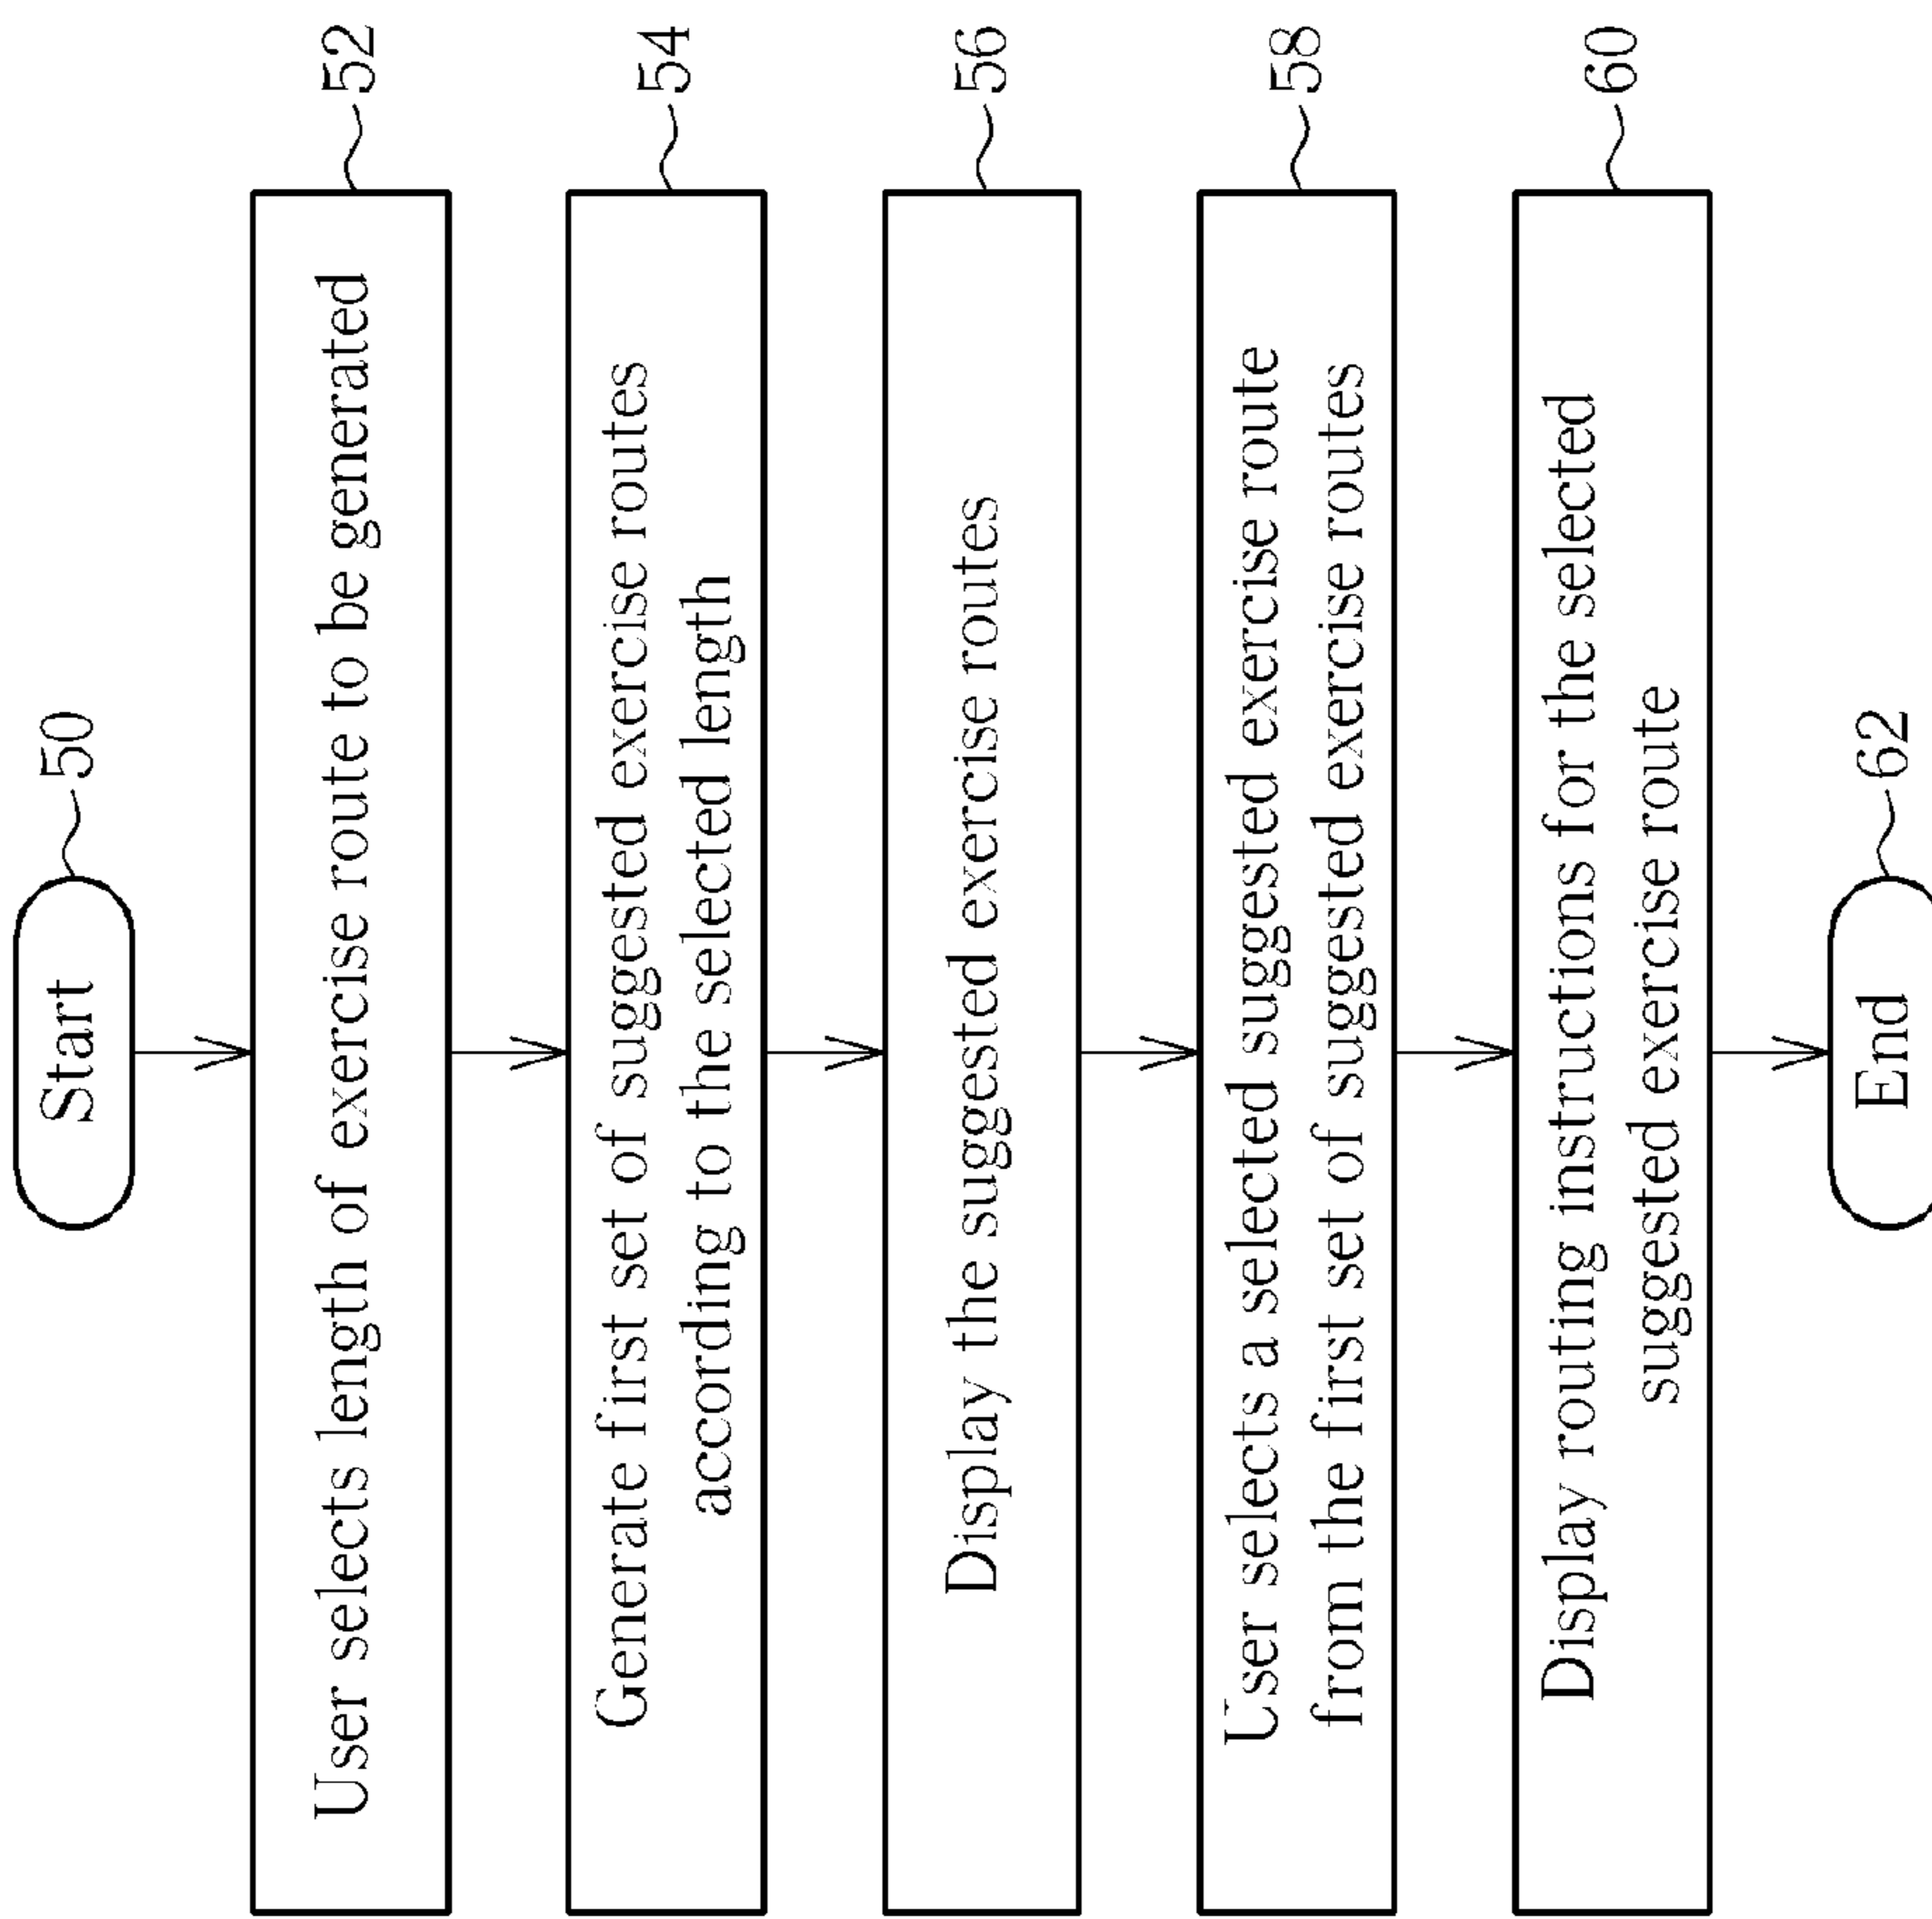 Start
50
User selects length of exercise route to be generated
52
Generate first set of suggested exercise routes
according to the selected length
54
Display the suggested exercise routes
56
User selects a selected suggested exercise route
from the first set of suggested exercise routes
58
Display routing instructions for the selected
suggested exercise route
60
End
62